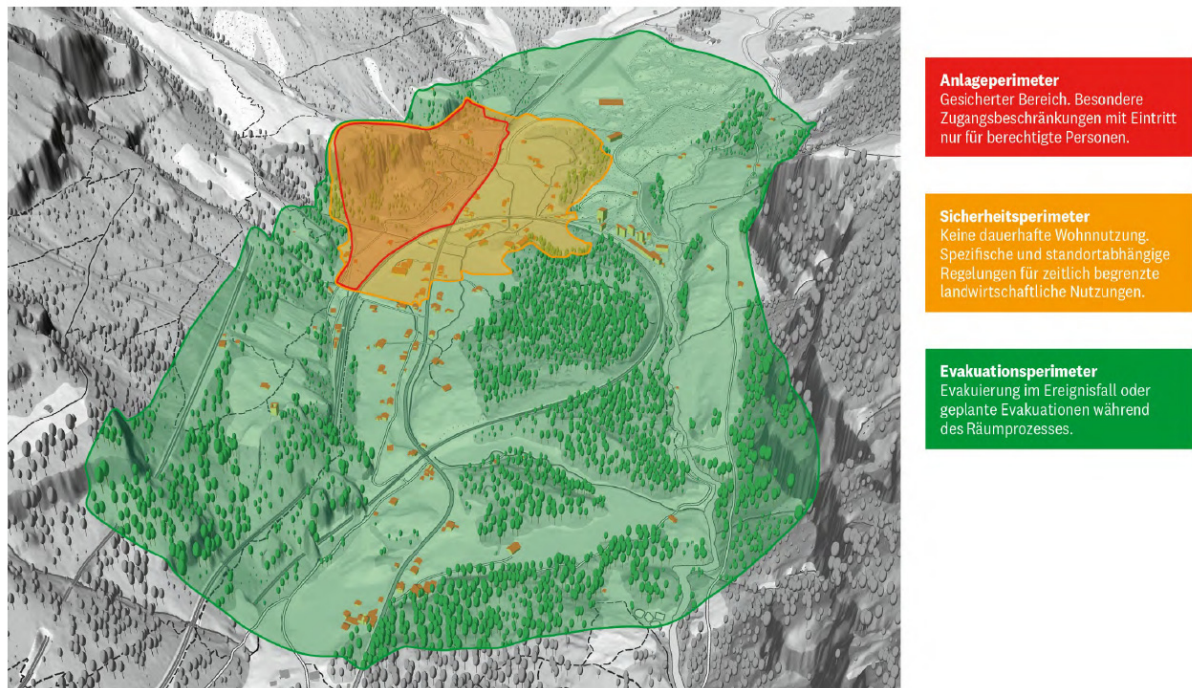 Anlageperimeter
Gesicherter Bereich. Besondere
Zugangsbeschränkungen mit Eintritt
nur für berechtigte Personen.
Sicherheitsperimeter
Keine dauerhafte Wohnnutzung.
Spezifische und standortabhängige
Regelungen für zeitlich begrenzte
landwirtschaftliche Nutzungen.
Evakuationsperimeter
Evakuierung im Ereignisfall oder
geplante Evakuationen während
des Räumprozesses.